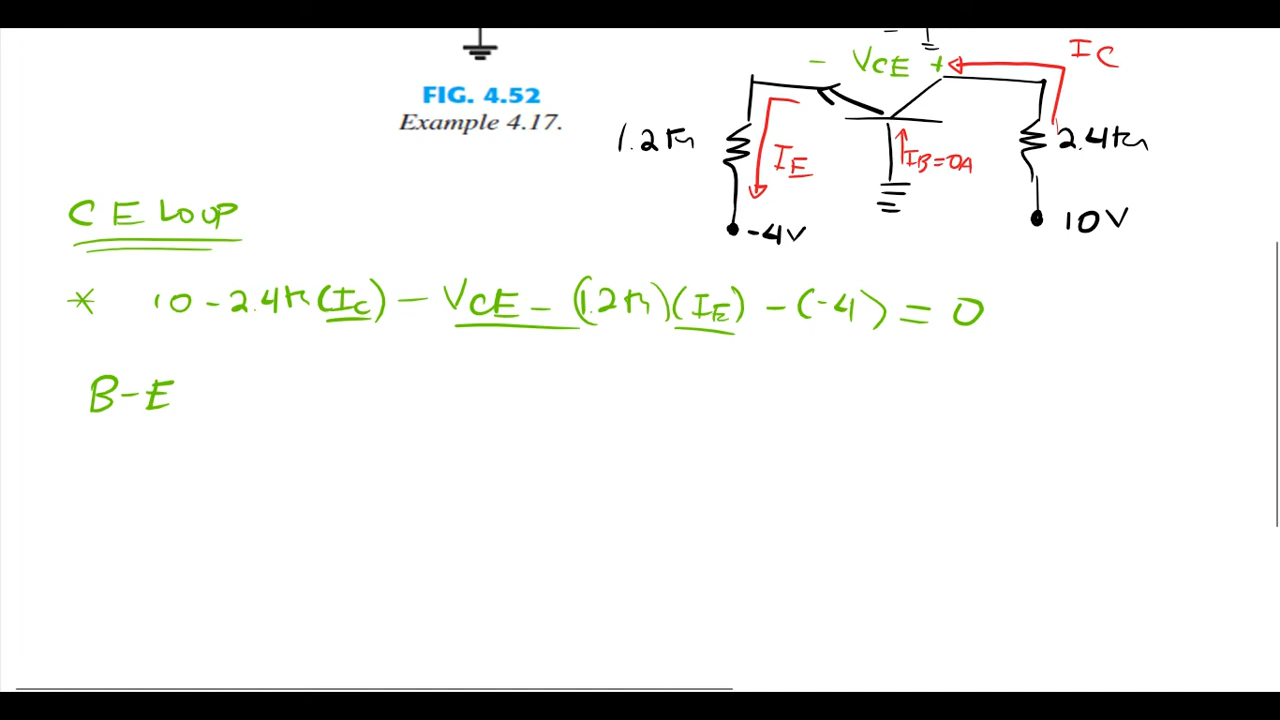 - VCE +
IC
FIG. 4.52
Example 4.17.
1.2kΩ
IE
IB=0A
2.4kΩ
-4V
10V
CE LOOP
* 10 - 2.4k(IC) - VCE - (1.2k)(IE) - (-4) = 0
B-E